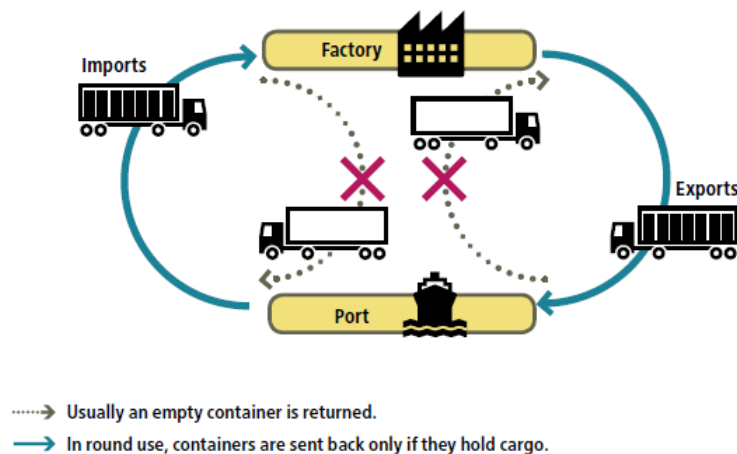 Factory
Imports
Exports
Port
Usually an empty container is returned.
In round use, containers are sent back only if they hold cargo.